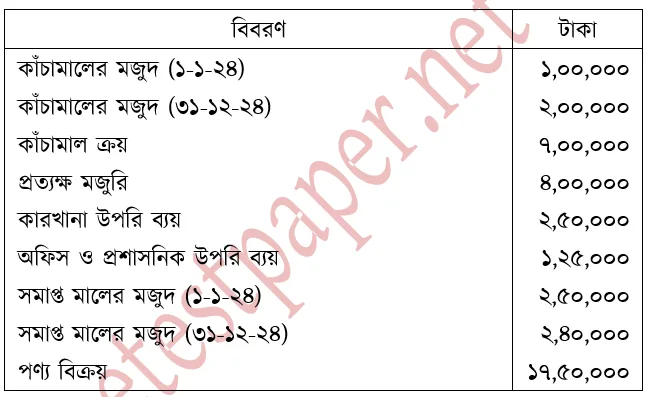 বিবরণ টাকা
কাঁচামালের মজুদ (১-১-২৪) ১,০০,০০০
কাঁচামালের মজুদ (৩১-১২-২৪) ২,০০,০০০
কাঁচামাল ক্রয় ৭,০০,০০০
প্রত্যক্ষ মজুরি ৪,০০,০০০
কারখানা উপরি ব্যয় ২,৫০,০০০
অফিস ও প্রশাসনিক উপরি ব্যয় ১,২৫,০০০
সমাপ্ত মালের মজুদ (১-১-২৪) ২,৫০,০০০
সমাপ্ত মালের মজুদ (৩১-১২-২৪) ২,৪০,০০০
পণ্য বিক্রয় ১৭,৫০,০০০
etestpaper.net